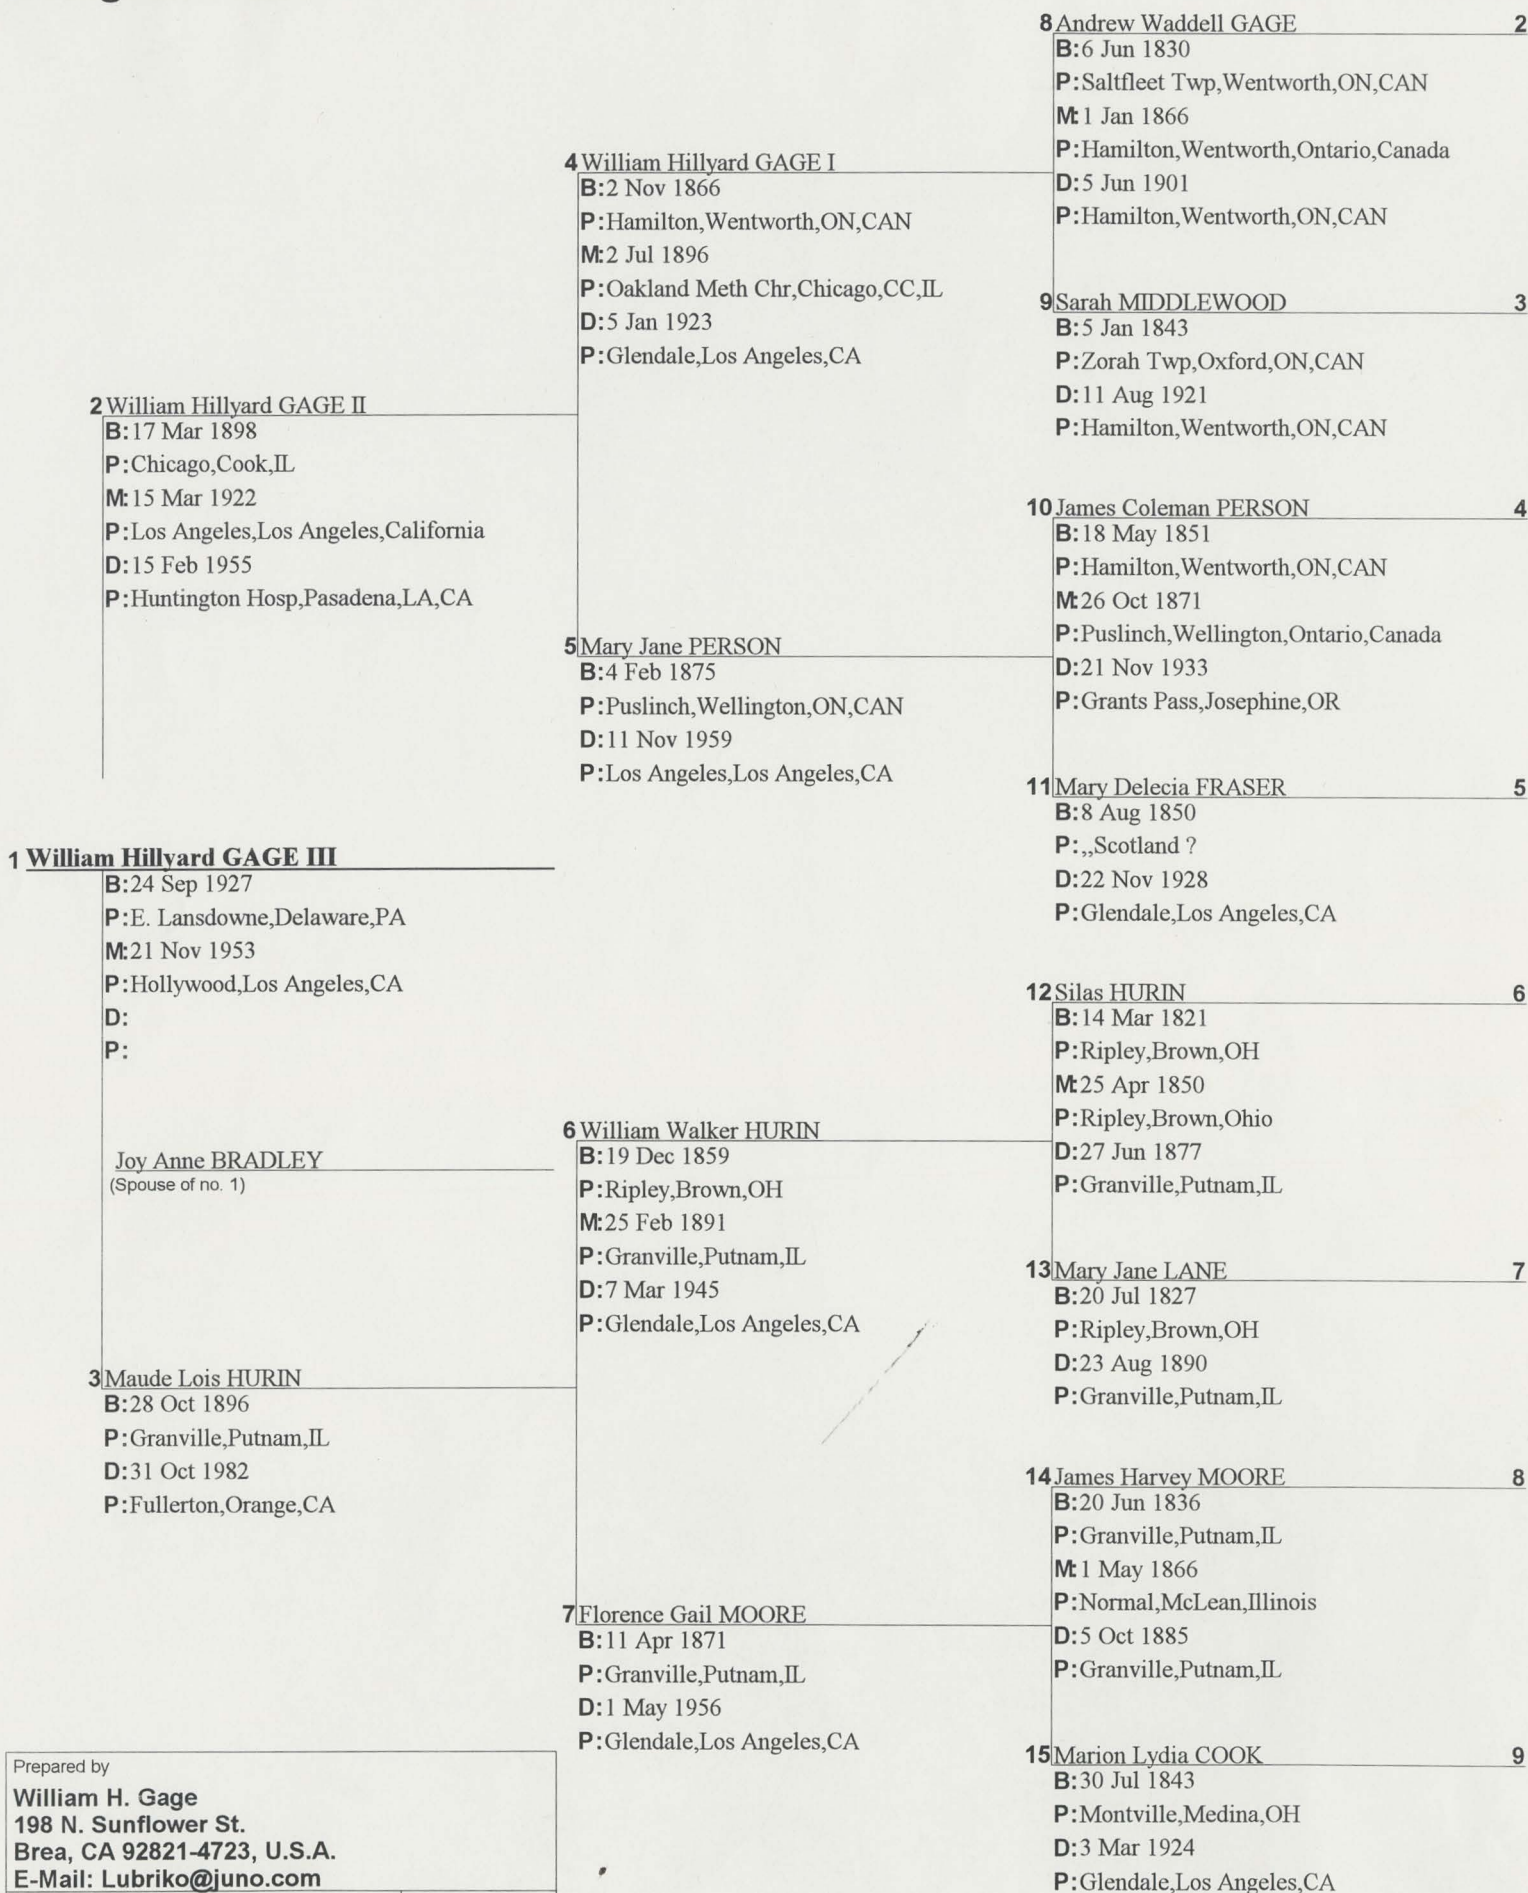 8 Andrew Waddell GAGE 2
B: 6 Jun 1830
P: Saltfleet Twp,Wentworth,ON,CAN
M: 1 Jan 1866
P: Hamilton,Wentworth,Ontario,Canada
D: 5 Jun 1901
P: Hamilton,Wentworth,ON,CAN
4 William Hillyard GAGE I
B: 2 Nov 1866
P: Hamilton,Wentworth,ON,CAN
M: 2 Jul 1896
P: Oakland Meth Chr,Chicago,CC,IL
D: 5 Jan 1923
P: Glendale,Los Angeles,CA
9 Sarah MIDDLEWOOD 3
B: 5 Jan 1843
P: Zorah Twp,Oxford,ON,CAN
D: 11 Aug 1921
P: Hamilton,Wentworth,ON,CAN
2 William Hillyard GAGE II
B: 17 Mar 1898
P: Chicago,Cook,IL
M: 15 Mar 1922
P: Los Angeles,Los Angeles,California
D: 15 Feb 1955
P: Huntington Hosp,Pasadena,LA,CA
10 James Coleman PERSON 4
B: 18 May 1851
P: Hamilton,Wentworth,ON,CAN
M: 26 Oct 1871
P: Puslinch,Wellington,Ontario,Canada
D: 21 Nov 1933
P: Grants Pass,Josephine,OR
5 Mary Jane PERSON
B: 4 Feb 1875
P: Puslinch,Wellington,ON,CAN
D: 11 Nov 1959
P: Los Angeles,Los Angeles,CA
11 Mary Delecia FRASER 5
B: 8 Aug 1850
P: ,,Scotland ?
D: 22 Nov 1928
P: Glendale,Los Angeles,CA
1 William Hillyard GAGE III
B: 24 Sep 1927
P: E. Lansdowne,Delaware,PA
M: 21 Nov 1953
P: Hollywood,Los Angeles,CA
D:
P:
Joy Anne BRADLEY
(Spouse of no. 1)
12 Silas HURIN 6
B: 14 Mar 1821
P: Ripley,Brown,OH
M: 25 Apr 1850
P: Ripley,Brown,Ohio
D: 27 Jun 1877
P: Granville,Putnam,IL
6 William Walker HURIN
B: 19 Dec 1859
P: Ripley,Brown,OH
M: 25 Feb 1891
P: Granville,Putnam,IL
D: 7 Mar 1945
P: Glendale,Los Angeles,CA
13 Mary Jane LANE 7
B: 20 Jul 1827
P: Ripley,Brown,OH
D: 23 Aug 1890
P: Granville,Putnam,IL
3 Maude Lois HURIN
B: 28 Oct 1896
P: Granville,Putnam,IL
D: 31 Oct 1982
P: Fullerton,Orange,CA
14 James Harvey MOORE 8
B: 20 Jun 1836
P: Granville,Putnam,IL
M: 1 May 1866
P: Normal,McLean,Illinois
D: 5 Oct 1885
P: Granville,Putnam,IL
7 Florence Gail MOORE
B: 11 Apr 1871
P: Granville,Putnam,IL
D: 1 May 1956
P: Glendale,Los Angeles,CA
15 Marion Lydia COOK 9
B: 30 Jul 1843
P: Montville,Medina,OH
D: 3 Mar 1924
P: Glendale,Los Angeles,CA
Prepared by
William H. Gage
198 N. Sunflower St.
Brea, CA 92821-4723, U.S.A.
E-Mail: Lubriko@juno.com